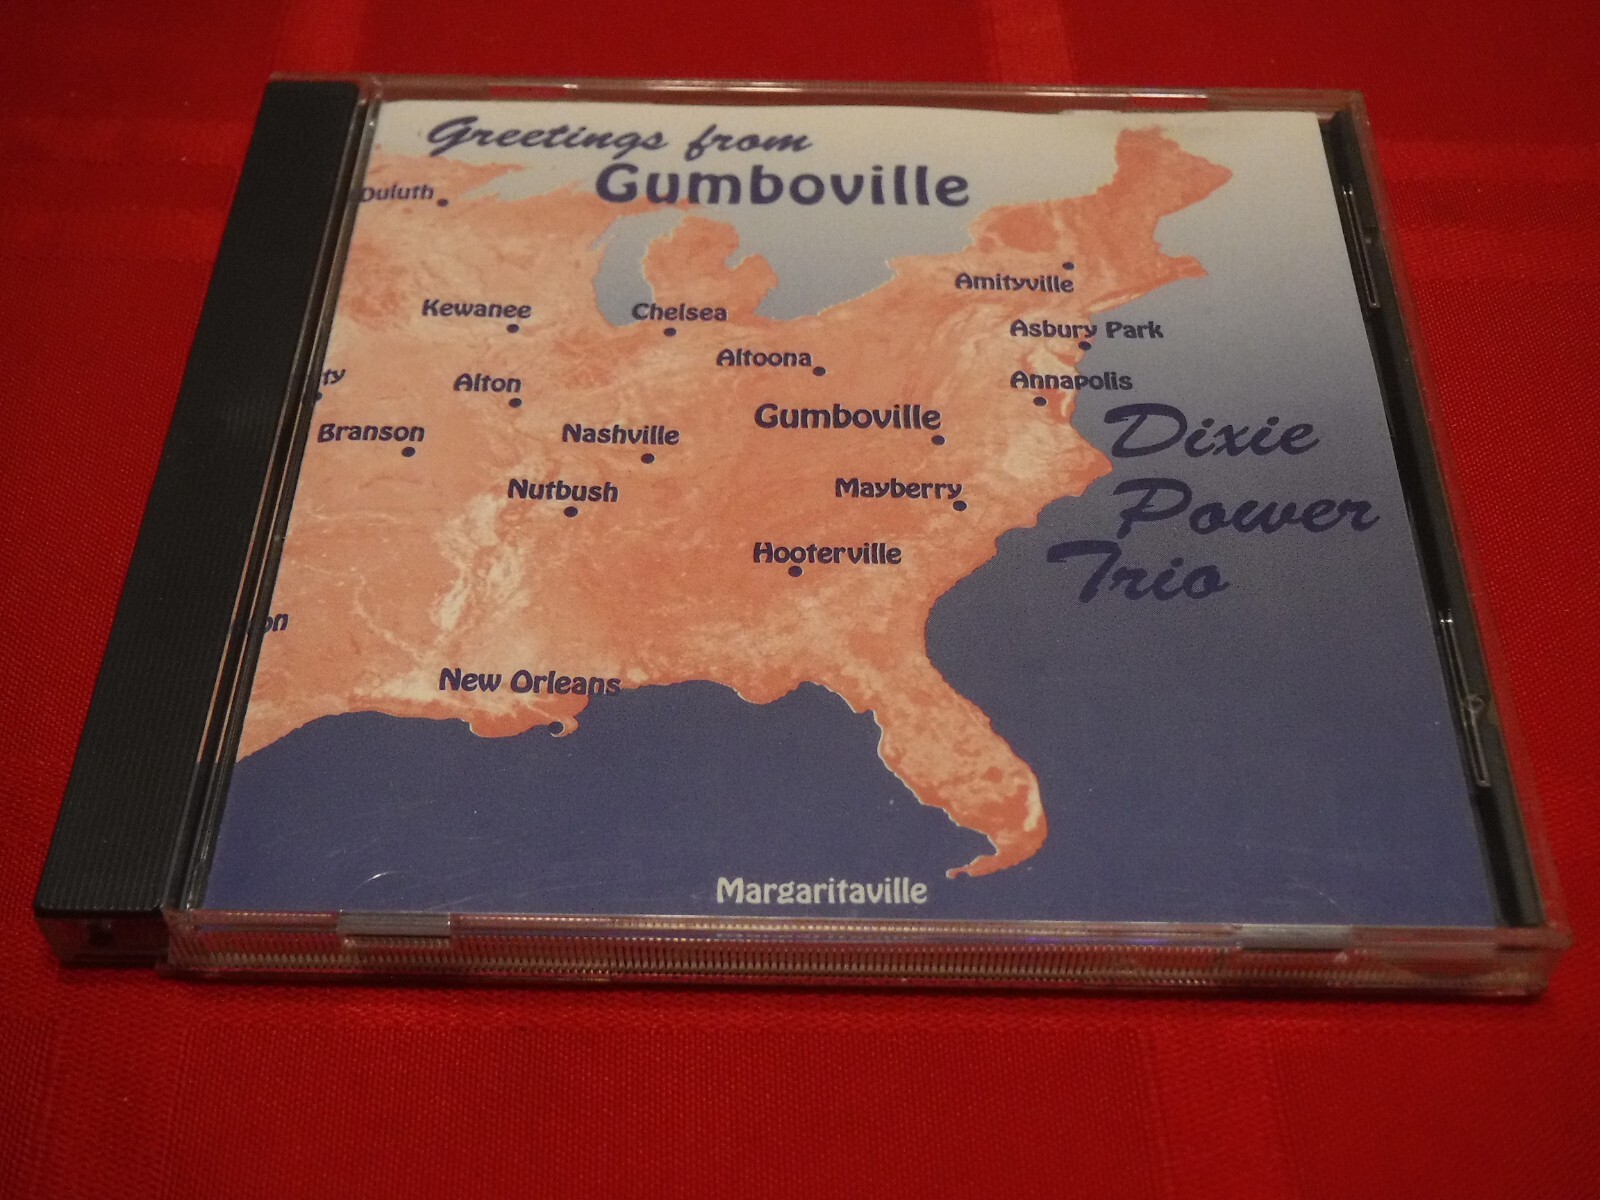 Greetings from
Gumboville
Duluth
Amityville
Kewanee
Chelsea
Asbury Park
Altoona
Alton
Annapolis
Gumboville
Branson
Nashville
Dixie
Power
Trio
Nutbush
Mayberry
Hooterville
New Orleans
Margaritaville